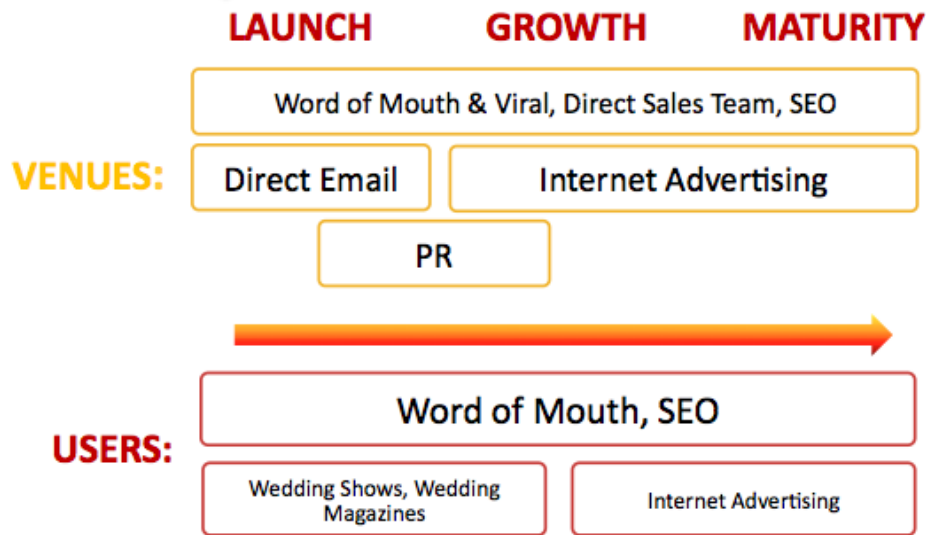 LAUNCH GROWTH MATURITY
Word of Mouth & Viral, Direct Sales Team, SEO
VENUES:
Direct Email
Internet Advertising
PR
Word of Mouth, SEO
USERS:
Wedding Shows, Wedding
Magazines
Internet Advertising